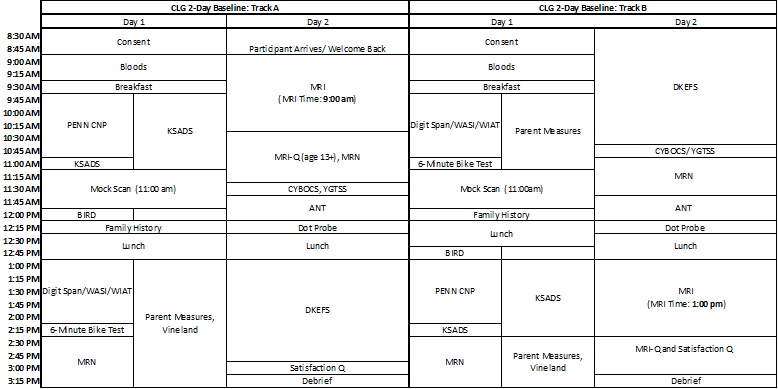 CLG 2-Day Baseline: Track A CLG 2-Day Baseline: Track B
Day 1 Day 2 Day 1 Day 2
8:30 AM
8:45 AM
9:00 AM
9:15 AM
9:30 AM
9:45 AM
10:00 AM
10:15 AM
10:30 AM
10:45 AM
11:00 AM
11:15 AM
11:30 AM
11:45 AM
12:00 PM
12:15 PM
12:30 PM
12:45 PM
1:00 PM
1:15 PM
1:30 PM
1:45 PM
2:00 PM
2:15 PM
2:30 PM
2:45 PM
3:00 PM
3:15 PM
Consent
Bloods
Breakfast
PENN CNP
KSADS
KSADS
Mock Scan (11:00 am)
BIRD
Family History
Lunch
Digit Span/WASI/WIAT
6-Minute Bike Test
MRN
Parent Measures,
Vineland
Participant Arrives/ Welcome Back
MRI
( MRI Time: 9:00 am)
MRI-Q (age 13+), MRN
CYBOCS, YGTSS
ANT
Dot Probe
Lunch
DKEFS
Satisfaction Q
Debrief
Consent
Bloods
Breakfast
Digit Span/WASI/WIAT
Parent Measures
6-Minute Bike Test
Mock Scan (11:00am)
Family History
Lunch
BIRD
PENN CNP
KSADS
KSADS
MRN
Parent Measures,
Vineland
DKEFS
CYBOCS/ YGTSS
MRN
ANT
Dot Probe
Lunch
MRI
(MRI Time: 1:00 pm)
MRI-Q and Satisfaction Q
Debrief